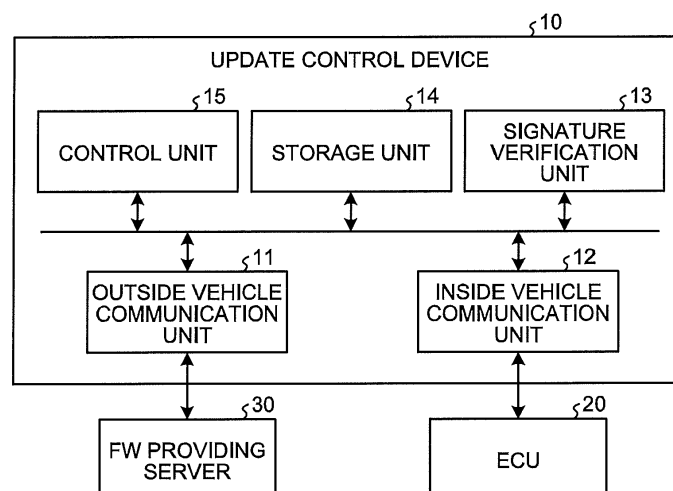 10
UPDATE CONTROL DEVICE
15
14
13
CONTROL UNIT
STORAGE UNIT
SIGNATURE
VERIFICATION
UNIT
11
12
OUTSIDE VEHICLE
COMMUNICATION
UNIT
INSIDE VEHICLE
COMMUNICATION
UNIT
30
20
FW PROVIDING
SERVER
ECU